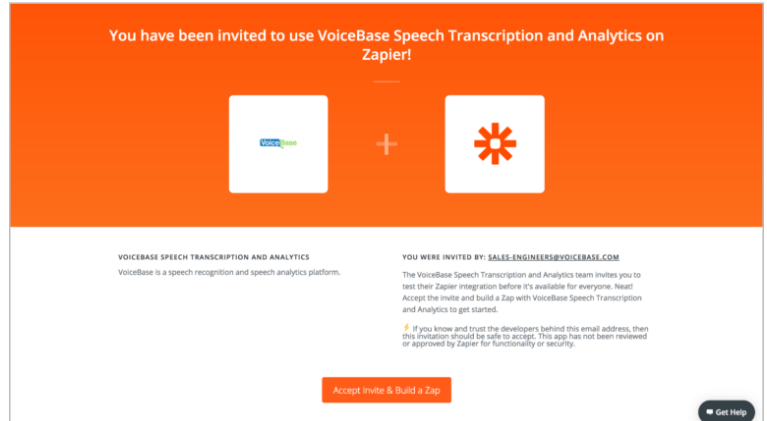 You have been invited to use VoiceBase Speech Transcription and Analytics on
Zapier!
VoiceBase
+
VOICEBASE SPEECH TRANSCRIPTION AND ANALYTICS
VoiceBase is a speech recognition and speech analytics platform.
YOU WERE INVITED BY: SALES-ENGINEERS@VOICEBASE.COM
The VoiceBase Speech Transcription and Analytics team invites you to
test their Zapier integration before it's available for everyone. Neat!
Accept the invite and build a Zap with VoiceBase Speech Transcription
and Analytics to get started.
⚡ If you know and trust the developers behind this email address, then
this invitation should be safe to accept. This app has not been reviewed
or approved by Zapier for functionality or security.
Accept Invite & Build a Zap
Get Help